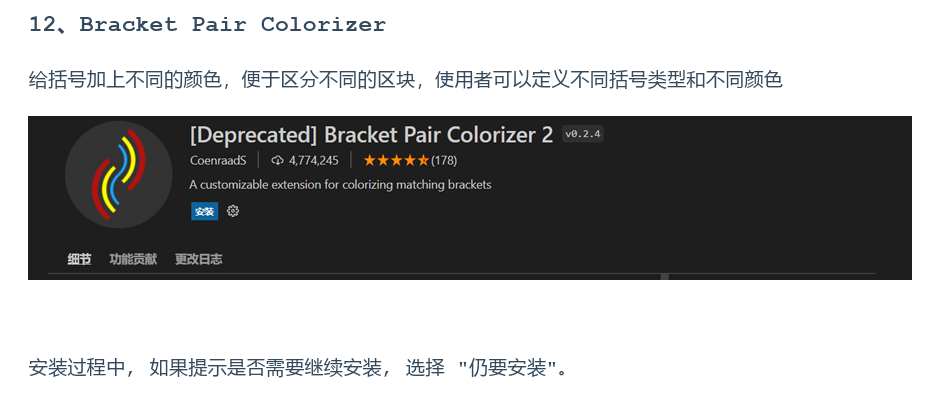 12、Bracket Pair Colorizer
给括号加上不同的颜色，便于区分不同的区块，使用者可以定义不同括号类型和不同颜色
[Deprecated] Bracket Pair Colorizer 2 v0.2.4
CoenraadS 4,774,245 (178)
A customizable extension for colorizing matching brackets
安装
细节 功能贡献 更改日志
安装过程中， 如果提示是否需要继续安装， 选择 "仍要安装"。